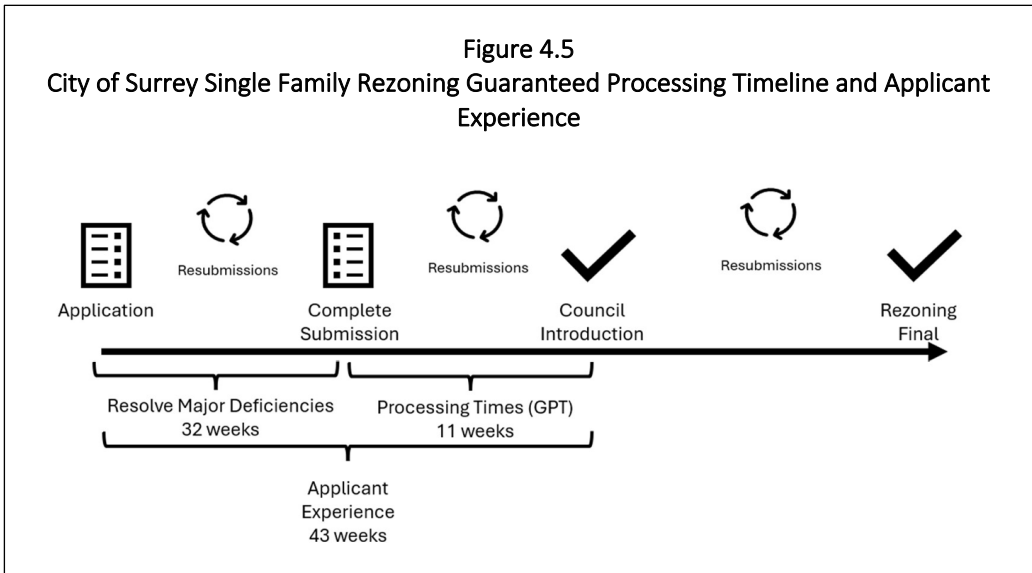 Figure 4.5
City of Surrey Single Family Rezoning Guaranteed Processing Timeline and Applicant
Experience
Resubmissions
Resubmissions
Resubmissions
Application
Complete
Submission
Council
Introduction
Rezoning
Final
Resolve Major Deficiencies
32 weeks
Processing Times (GPT)
11 weeks
Applicant
Experience
43 weeks